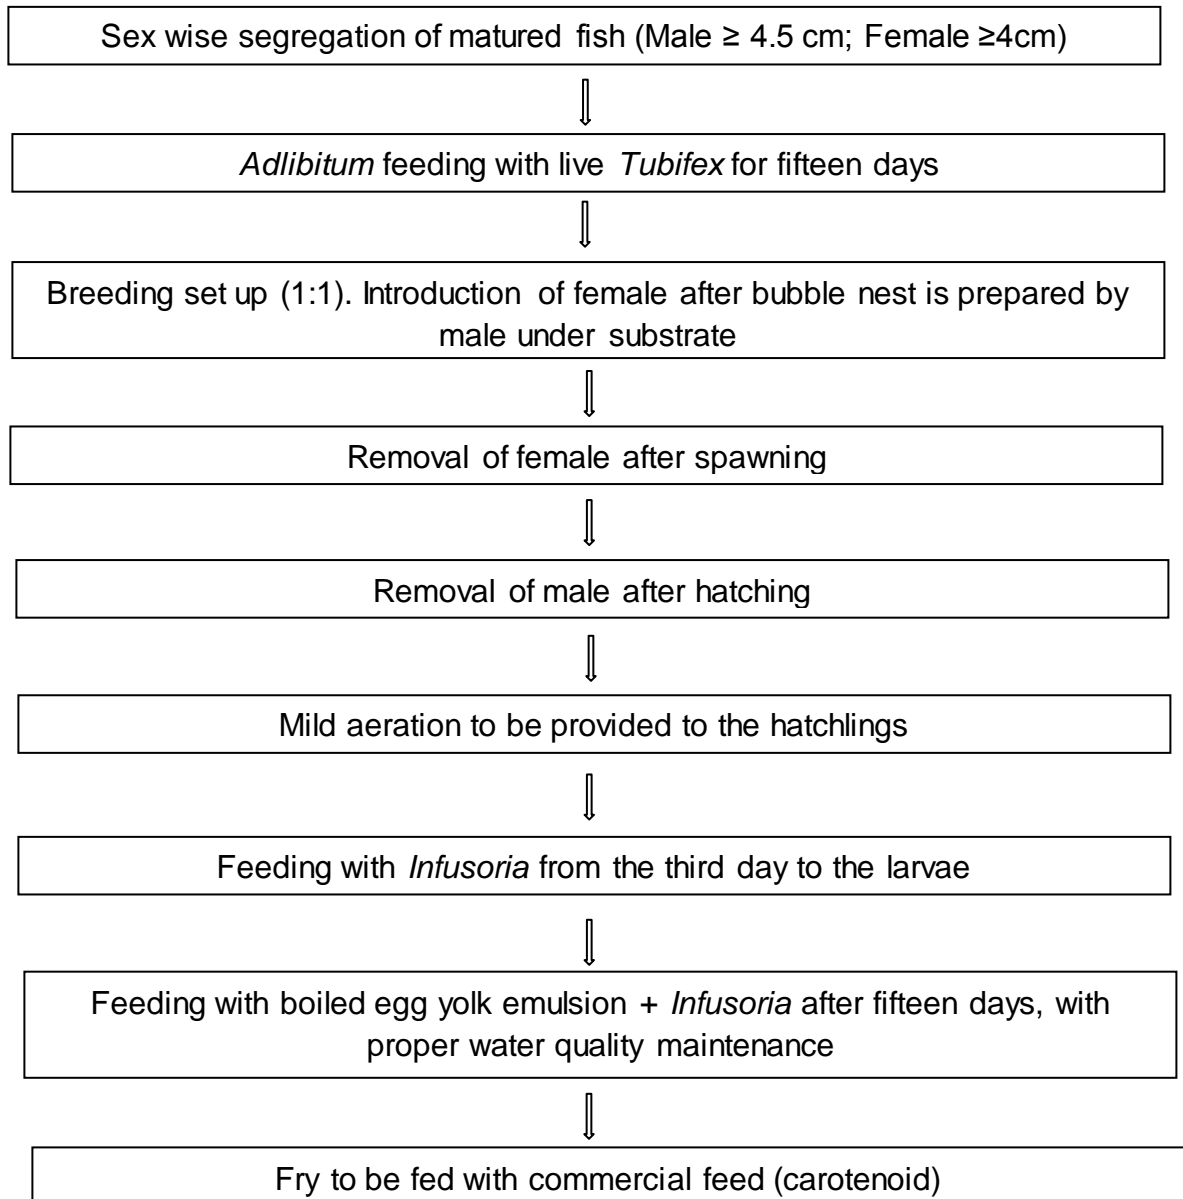 Sex wise segregation of matured fish (Male ≥ 4.5 cm; Female ≥4cm)
Adlibitum feeding with live Tubifex for fifteen days
Breeding set up (1:1). Introduction of female after bubble nest is prepared by
male under substrate
Removal of female after spawning
Removal of male after hatching
Mild aeration to be provided to the hatchlings
Feeding with Infusoria from the third day to the larvae
Feeding with boiled egg yolk emulsion + Infusoria after fifteen days, with
proper water quality maintenance
Fry to be fed with commercial feed (carotenoid)